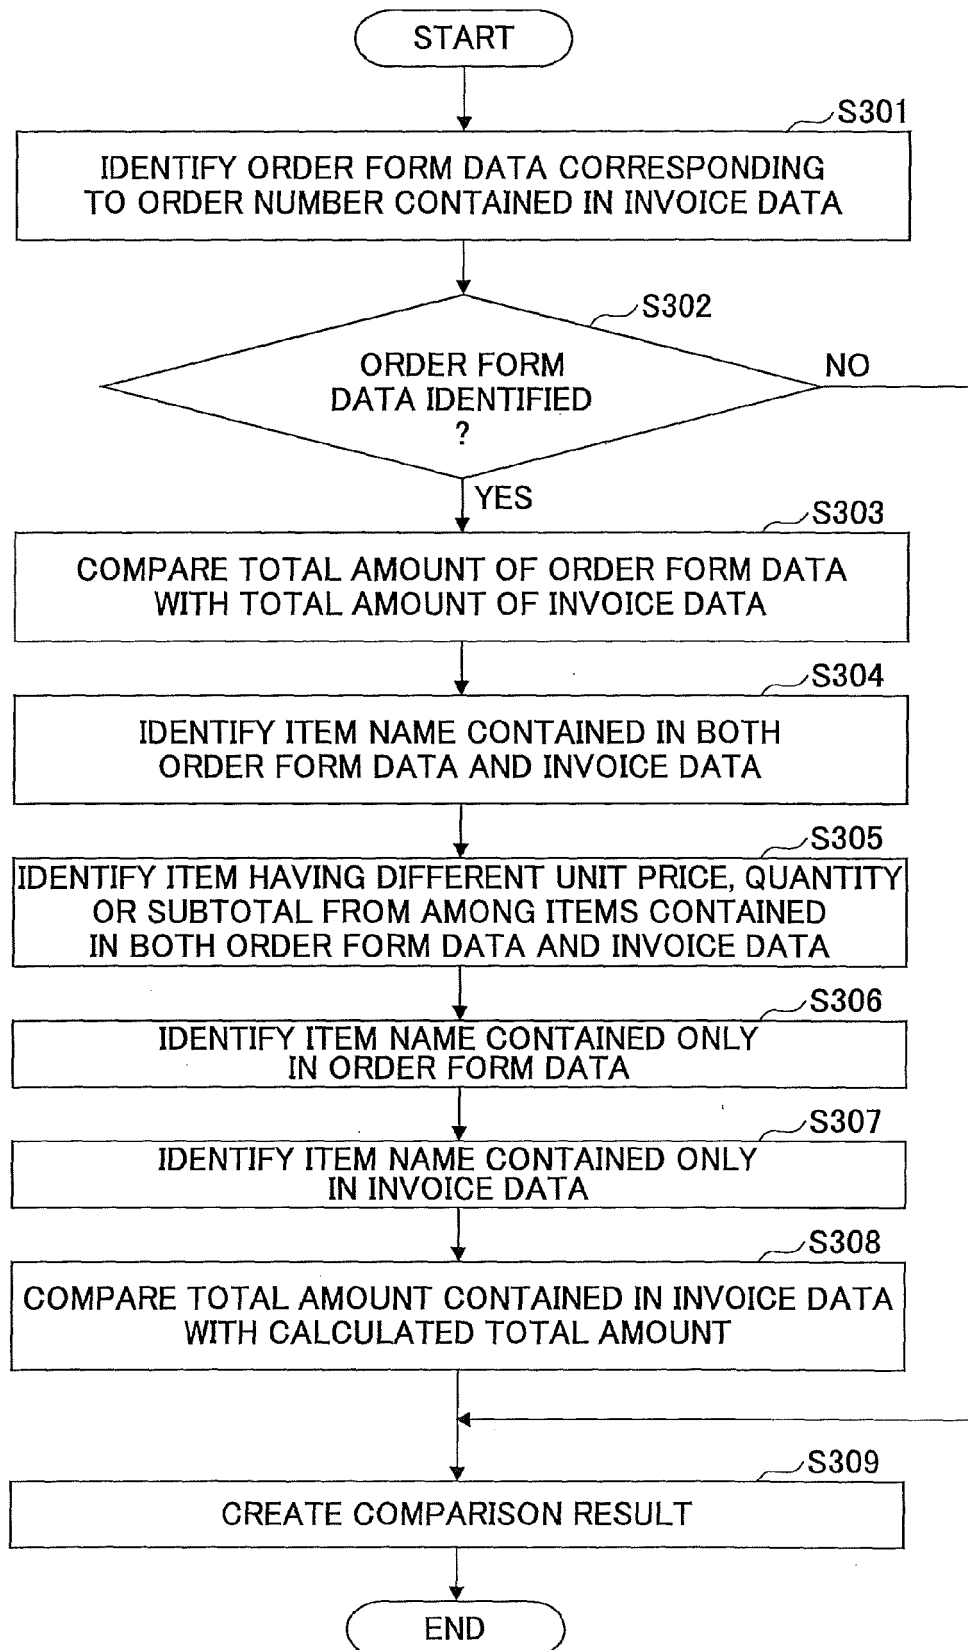 START
S301
IDENTIFY ORDER FORM DATA CORRESPONDING
TO ORDER NUMBER CONTAINED IN INVOICE DATA
S302
ORDER FORM
DATA IDENTIFIED
?
NO
YES
S303
COMPARE TOTAL AMOUNT OF ORDER FORM DATA
WITH TOTAL AMOUNT OF INVOICE DATA
S304
IDENTIFY ITEM NAME CONTAINED IN BOTH
ORDER FORM DATA AND INVOICE DATA
S305
IDENTIFY ITEM HAVING DIFFERENT UNIT PRICE, QUANTITY
OR SUBTOTAL FROM AMONG ITEMS CONTAINED
IN BOTH ORDER FORM DATA AND INVOICE DATA
S306
IDENTIFY ITEM NAME CONTAINED ONLY
IN ORDER FORM DATA
S307
IDENTIFY ITEM NAME CONTAINED ONLY
IN INVOICE DATA
S308
COMPARE TOTAL AMOUNT CONTAINED IN INVOICE DATA
WITH CALCULATED TOTAL AMOUNT
S309
CREATE COMPARISON RESULT
END